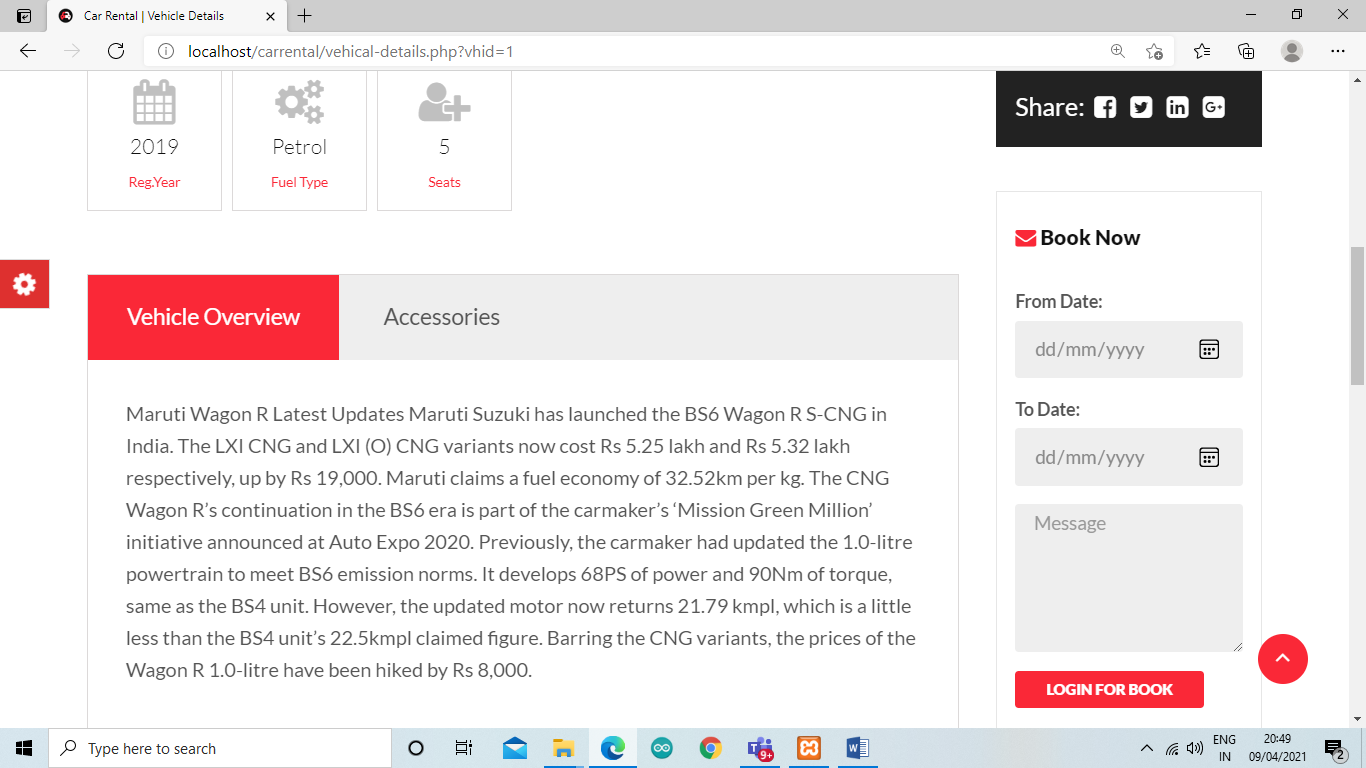 Car Rental | Vehicle Details
localhost/carrental/vehical-details.php?vhid=1
2019
Reg.Year
Petrol
Fuel Type
5
Seats
Share:
Vehicle Overview
Accessories
Maruti Wagon R Latest Updates Maruti Suzuki has launched the BS6 Wagon R S-CNG in
India. The LXI CNG and LXI (O) CNG variants now cost Rs 5.25 lakh and Rs 5.32 lakh
respectively, up by Rs 19,000. Maruti claims a fuel economy of 32.52km per kg. The CNG
Wagon R’s continuation in the BS6 era is part of the carmaker’s ‘Mission Green Million’
initiative announced at Auto Expo 2020. Previously, the carmaker had updated the 1.0-litre
powertrain to meet BS6 emission norms. It develops 68PS of power and 90Nm of torque,
same as the BS4 unit. However, the updated motor now returns 21.79 kmpl, which is a little
less than the BS4 unit’s 22.5kmpl claimed figure. Barring the CNG variants, the prices of the
Wagon R 1.0-litre have been hiked by Rs 8,000.
Book Now
From Date:
dd/mm/yyyy
To Date:
dd/mm/yyyy
Message
LOGIN FOR BOOK
Type here to search
9+
ENG
IN
20:49
09/04/2021
2